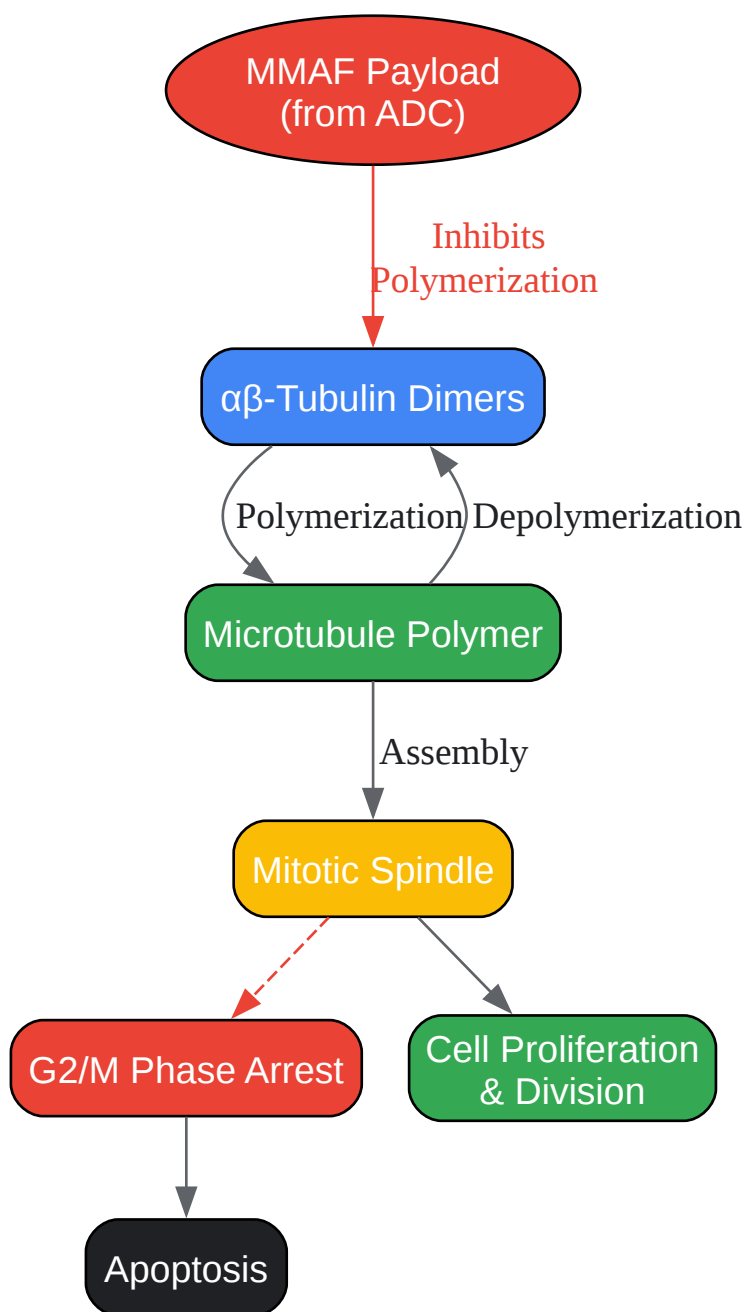 MMAF Payload
(from ADC)
Inhibits
Polymerization
αβ-Tubulin Dimers
Polymerization
Depolymerization
Microtubule Polymer
Assembly
Mitotic Spindle
G2/M Phase Arrest
Cell Proliferation
& Division
Apoptosis